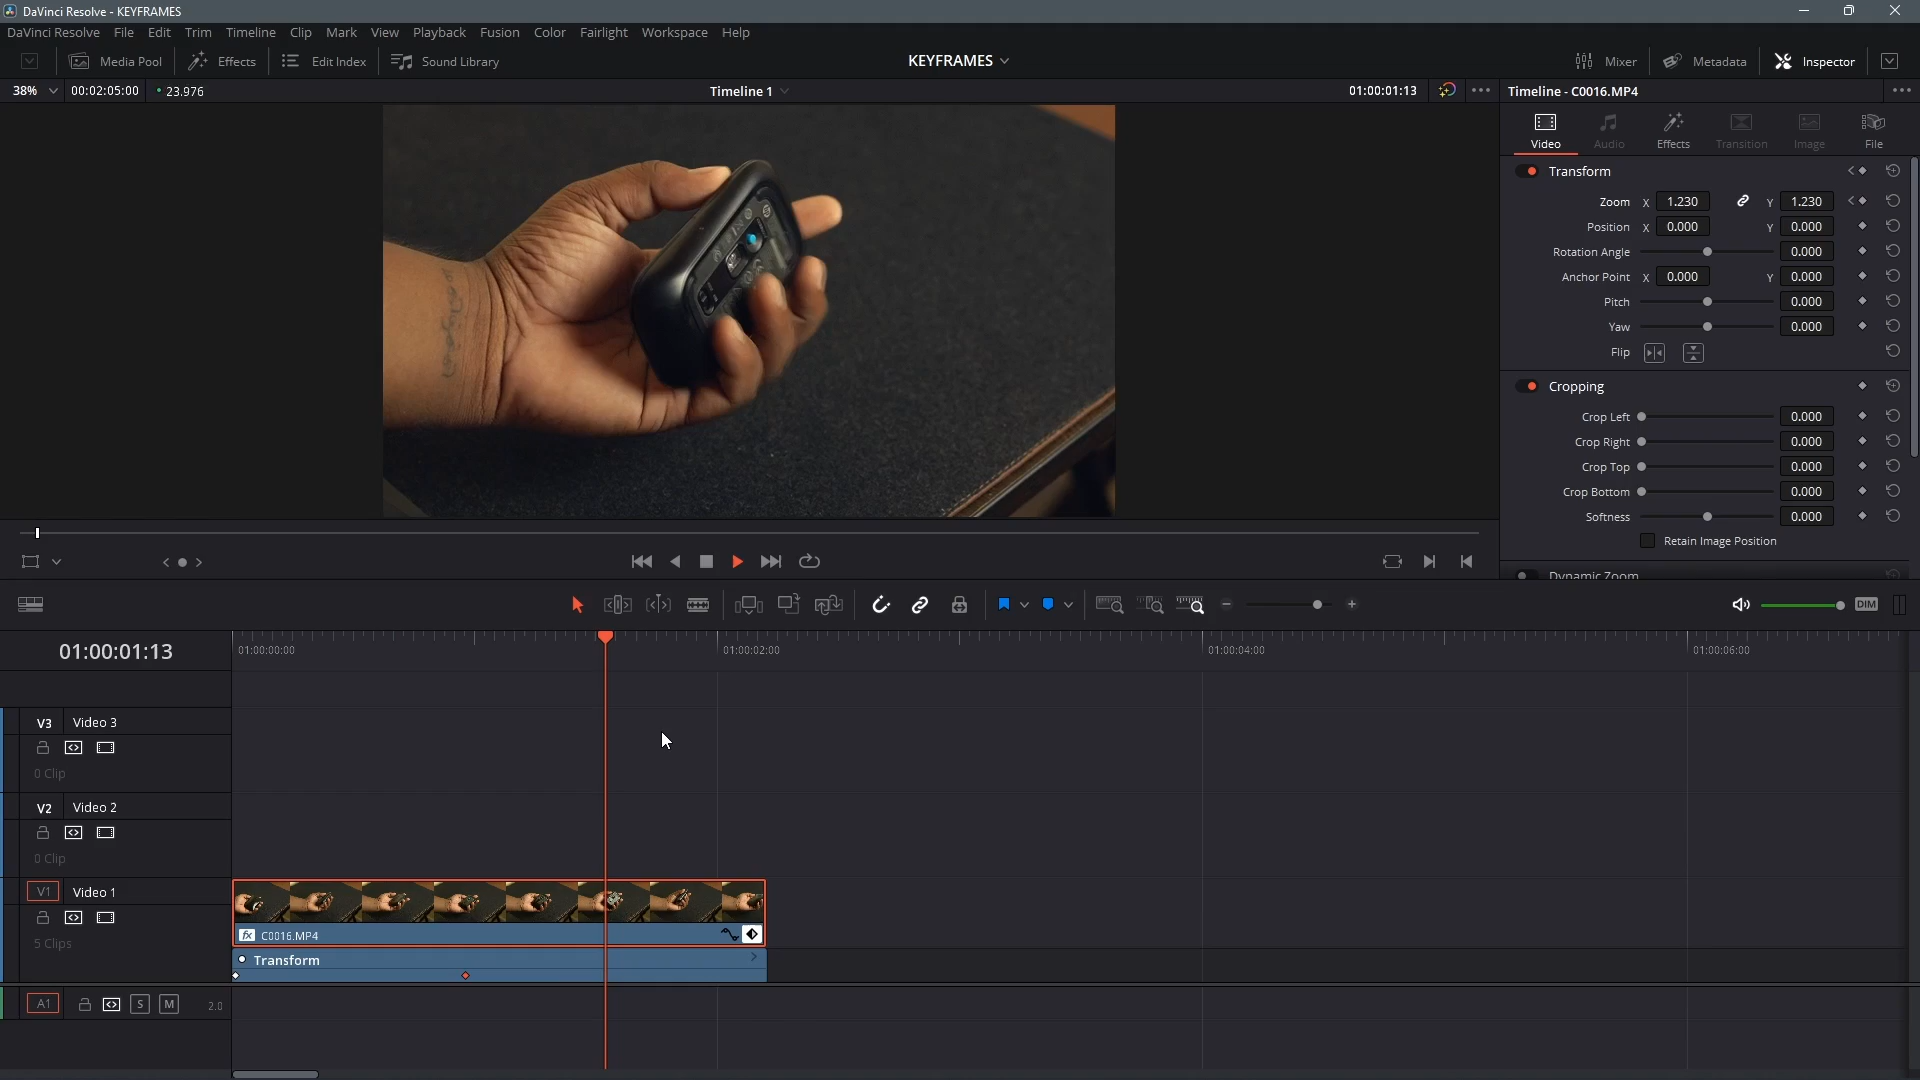 DaVinci Resolve - KEYFRAMES
DaVinci Resolve File Edit Trim Timeline Clip Mark View Playback Fusion Color Fairlight Workspace Help
Media Pool Effects Edit Index Sound Library KEYFRAMES Mixer Metadata Inspector
38% 00:02:05:00 23.976 Timeline 1 01:00:01:13 Timeline - C0016.MP4
Video Audio Effects Transition Image File
Transform
Zoom X 1.230 Y 1.230
Position X 0.000 Y 0.000
Rotation Angle 0.000
Anchor Point X 0.000 Y 0.000
Pitch 0.000
Yaw 0.000
Flip
Cropping
Crop Left 0.000
Crop Right 0.000
Crop Top 0.000
Crop Bottom 0.000
Softness 0.000
Retain Image Position
Dynamic Zoom
DIM
01:00:01:13
01:00:00:00 01:00:02:00 01:00:04:00 01:00:06:00
V3 Video 3
0 Clip
V2 Video 2
0 Clip
V1 Video 1
5 Clips
fx C0016.MP4
Transform
A1 S M 2.0